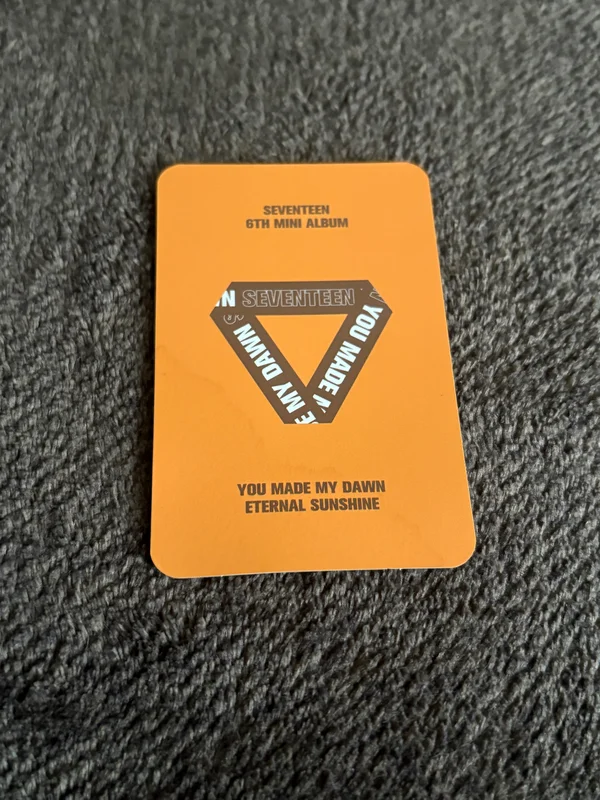 SEVENTEEN
6TH MINI ALBUM
SEVENTEEN
YOU MADE M
E MY DAWN
YOU MADE MY DAWN
ETERNAL SUNSHINE